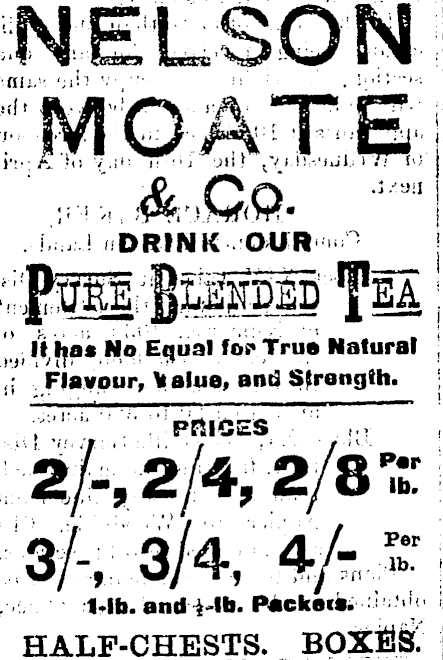 NELSON
MOATE
& Co.
DRINK OUR
PURE BLENDED TEA
It has No Equal for True Natural
Flavour, Value, and Strength.
PRICES
2/-, 2/4, 2/8 Per lb.
3/-, 3/4, 4/- Per lb.
1-lb. and ½-lb. Packets.
HALF-CHESTS. BOXES.